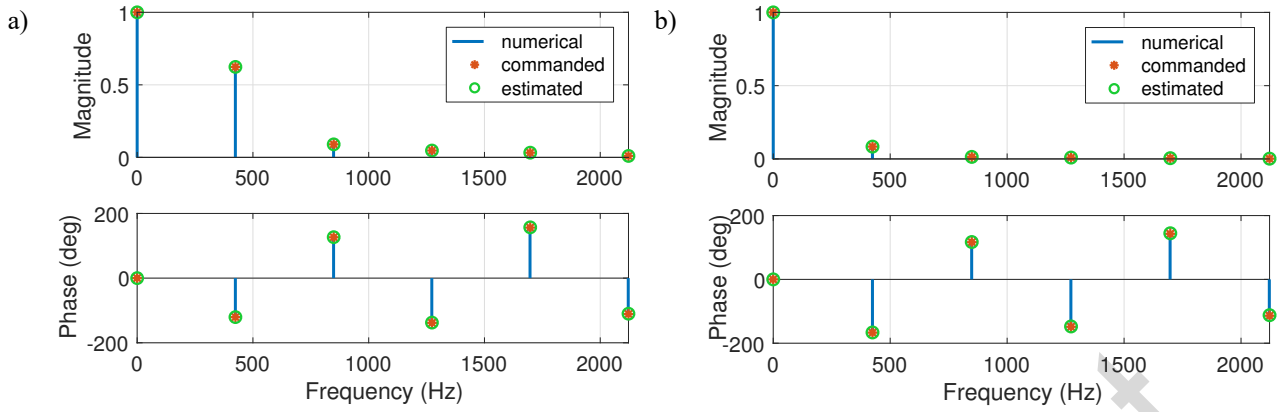 a)
Magnitude
1
0.5
0
numerical
commanded
estimated
0 500 1000 1500 2000
Phase (deg)
200
0
-200
0 500 1000 1500 2000
Frequency (Hz)
b)
Magnitude
1
0.5
0
numerical
commanded
estimated
0 500 1000 1500 2000
Phase (deg)
200
0
-200
0 500 1000 1500 2000
Frequency (Hz)